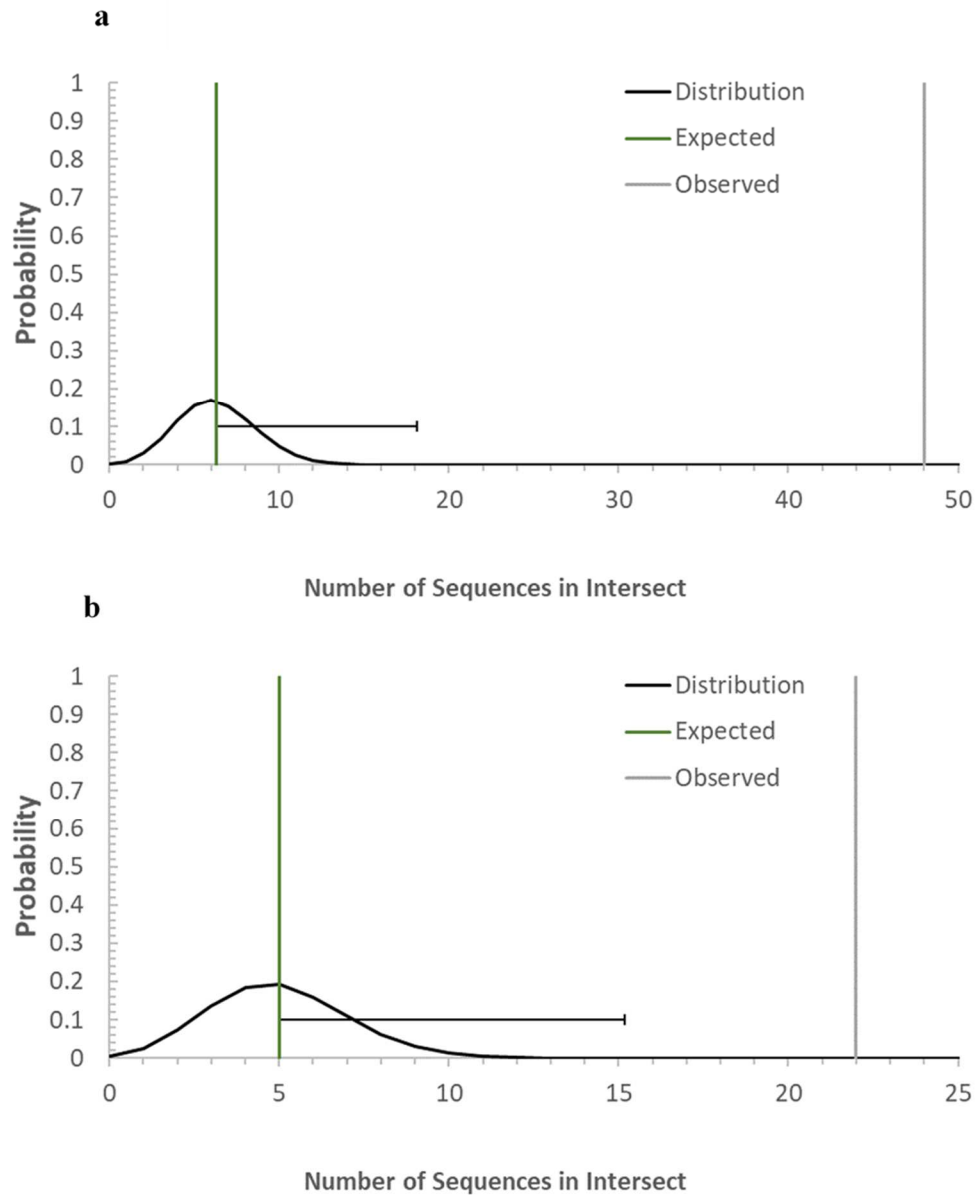 a
Distribution
Expected
Observed
Probability
1
0.9
0.8
0.7
0.6
0.5
0.4
0.3
0.2
0.1
0
0 10 20 30 40 50
Number of Sequences in Intersect
b
Distribution
Expected
Observed
Probability
1
0.9
0.8
0.7
0.6
0.5
0.4
0.3
0.2
0.1
0
0 5 10 15 20 25
Number of Sequences in Intersect